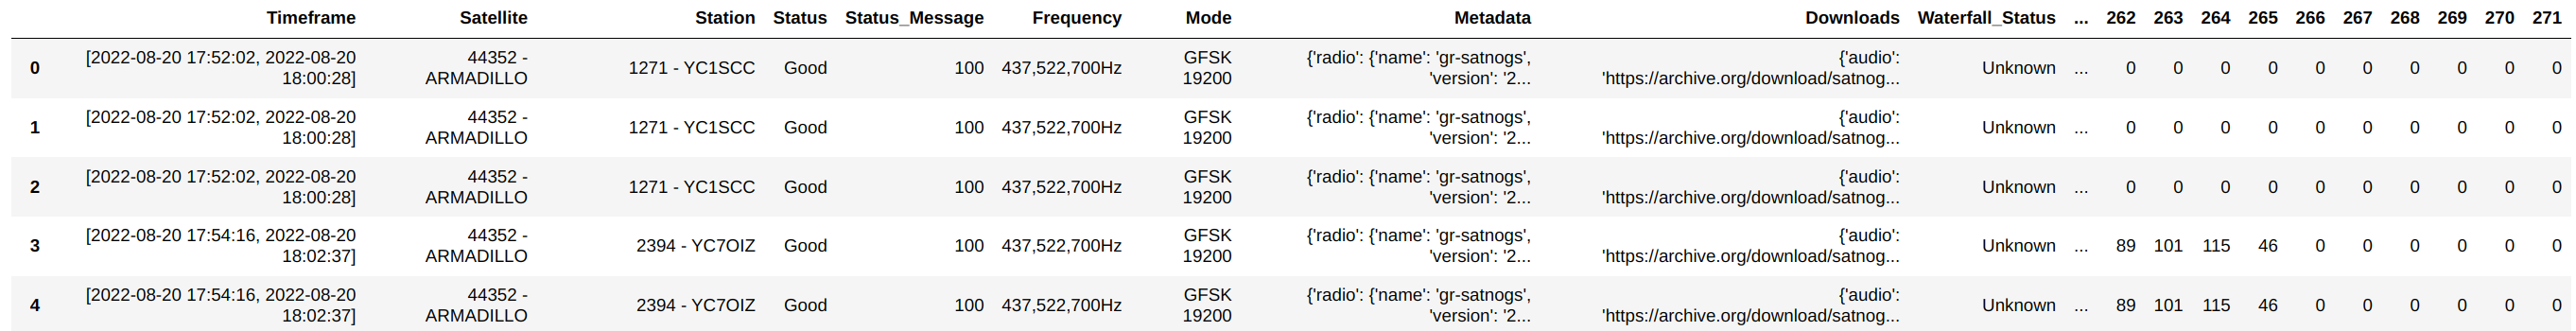 Timeframe Satellite Station Status Status_Message Frequency Mode Metadata Downloads Waterfall_Status ... 262 263 264 265 266 267 268 269 270 271
[2022-08-20 17:52:02, 2022-08-20 44352 - GFSK {'radio': {'name': 'gr-satnogs', {'audio':
0 1271 - YC1SCC Good 100 437,522,700Hz Unknown ... 0 0 0 0 0 0 0 0 0 0
18:00:28] ARMADILLO 19200 'version': '2... 'https://archive.org/download/satnog...
[2022-08-20 17:52:02, 2022-08-20 44352 - GFSK {'radio': {'name': 'gr-satnogs', {'audio':
1 1271 - YC1SCC Good 100 437,522,700Hz Unknown ... 0 0 0 0 0 0 0 0 0 0
18:00:28] ARMADILLO 19200 'version': '2... 'https://archive.org/download/satnog...
[2022-08-20 17:52:02, 2022-08-20 44352 - GFSK {'radio': {'name': 'gr-satnogs', {'audio':
2 1271 - YC1SCC Good 100 437,522,700Hz Unknown ... 0 0 0 0 0 0 0 0 0 0
18:00:28] ARMADILLO 19200 'version': '2... 'https://archive.org/download/satnog...
[2022-08-20 17:54:16, 2022-08-20 44352 - GFSK {'radio': {'name': 'gr-satnogs', {'audio':
3 2394 - YC7OIZ Good 100 437,522,700Hz Unknown ... 89 101 115 46 0 0 0 0 0 0
18:02:37] ARMADILLO 19200 'version': '2... 'https://archive.org/download/satnog...
[2022-08-20 17:54:16, 2022-08-20 44352 - GFSK {'radio': {'name': 'gr-satnogs', {'audio':
4 2394 - YC7OIZ Good 100 437,522,700Hz Unknown ... 89 101 115 46 0 0 0 0 0 0
18:02:37] ARMADILLO 19200 'version': '2... 'https://archive.org/download/satnog...